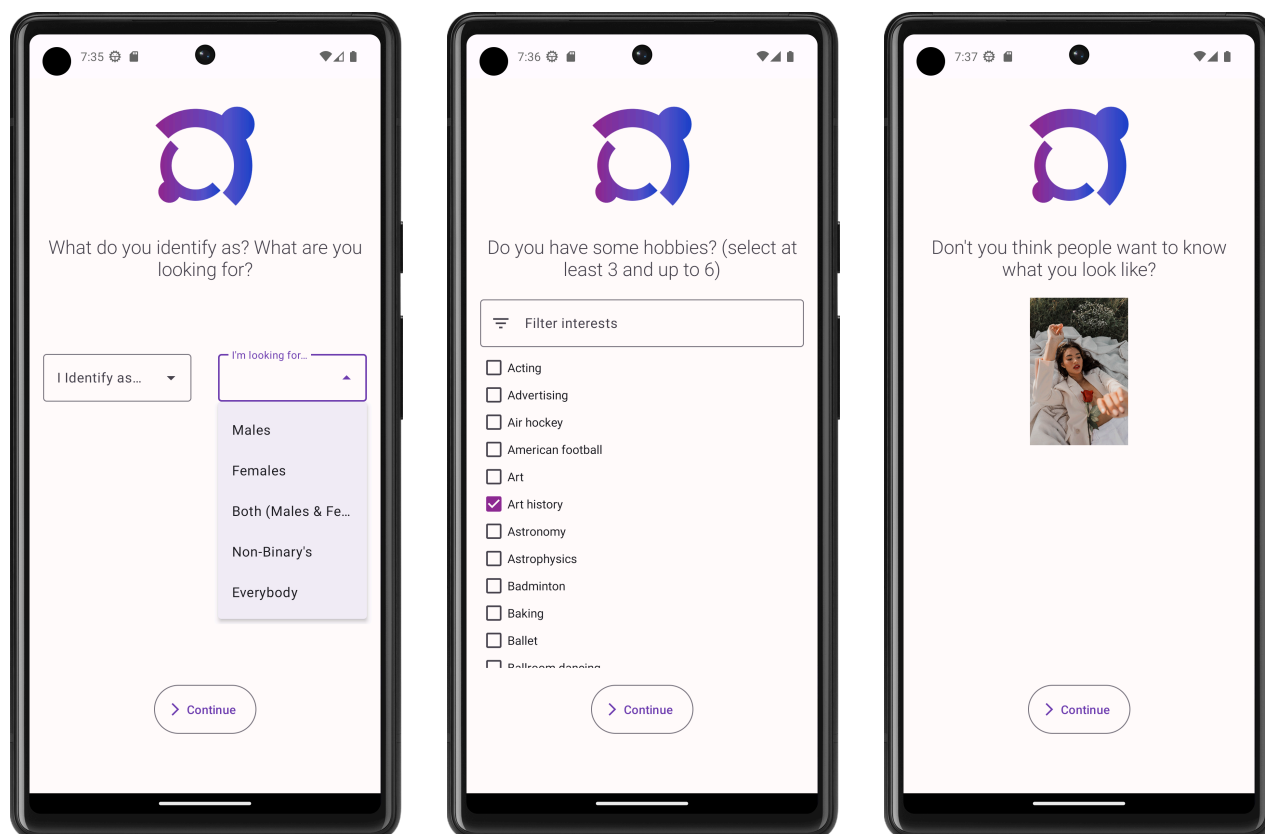 7:35
What do you identify as? What are you
looking for?
I Identify as…
I'm looking for…
Males
Females
Both (Males & Fe…
Non-Binary's
Everybody
Continue
7:36
Do you have some hobbies? (select at
least 3 and up to 6)
Filter interests
Acting
Advertising
Air hockey
American football
Art
Art history
Astronomy
Astrophysics
Badminton
Baking
Ballet
Ballroom dancing
Continue
7:37
Don't you think people want to know
what you look like?
Continue